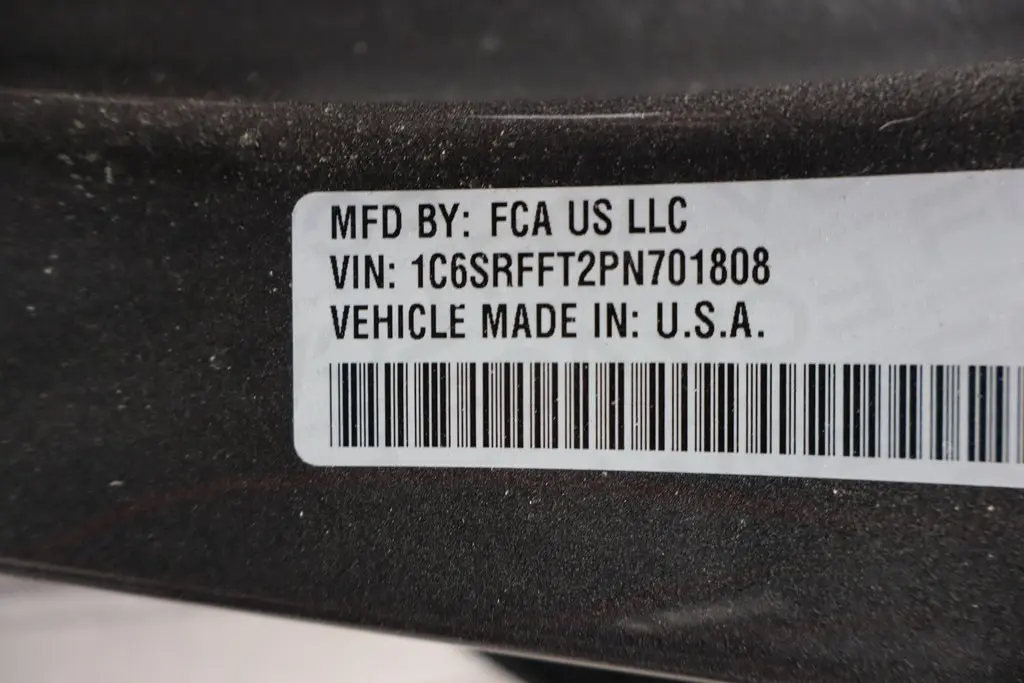 MFD BY: FCA US LLC
VIN: 1C6SRFFT2PN701808
VEHICLE MADE IN: U.S.A.